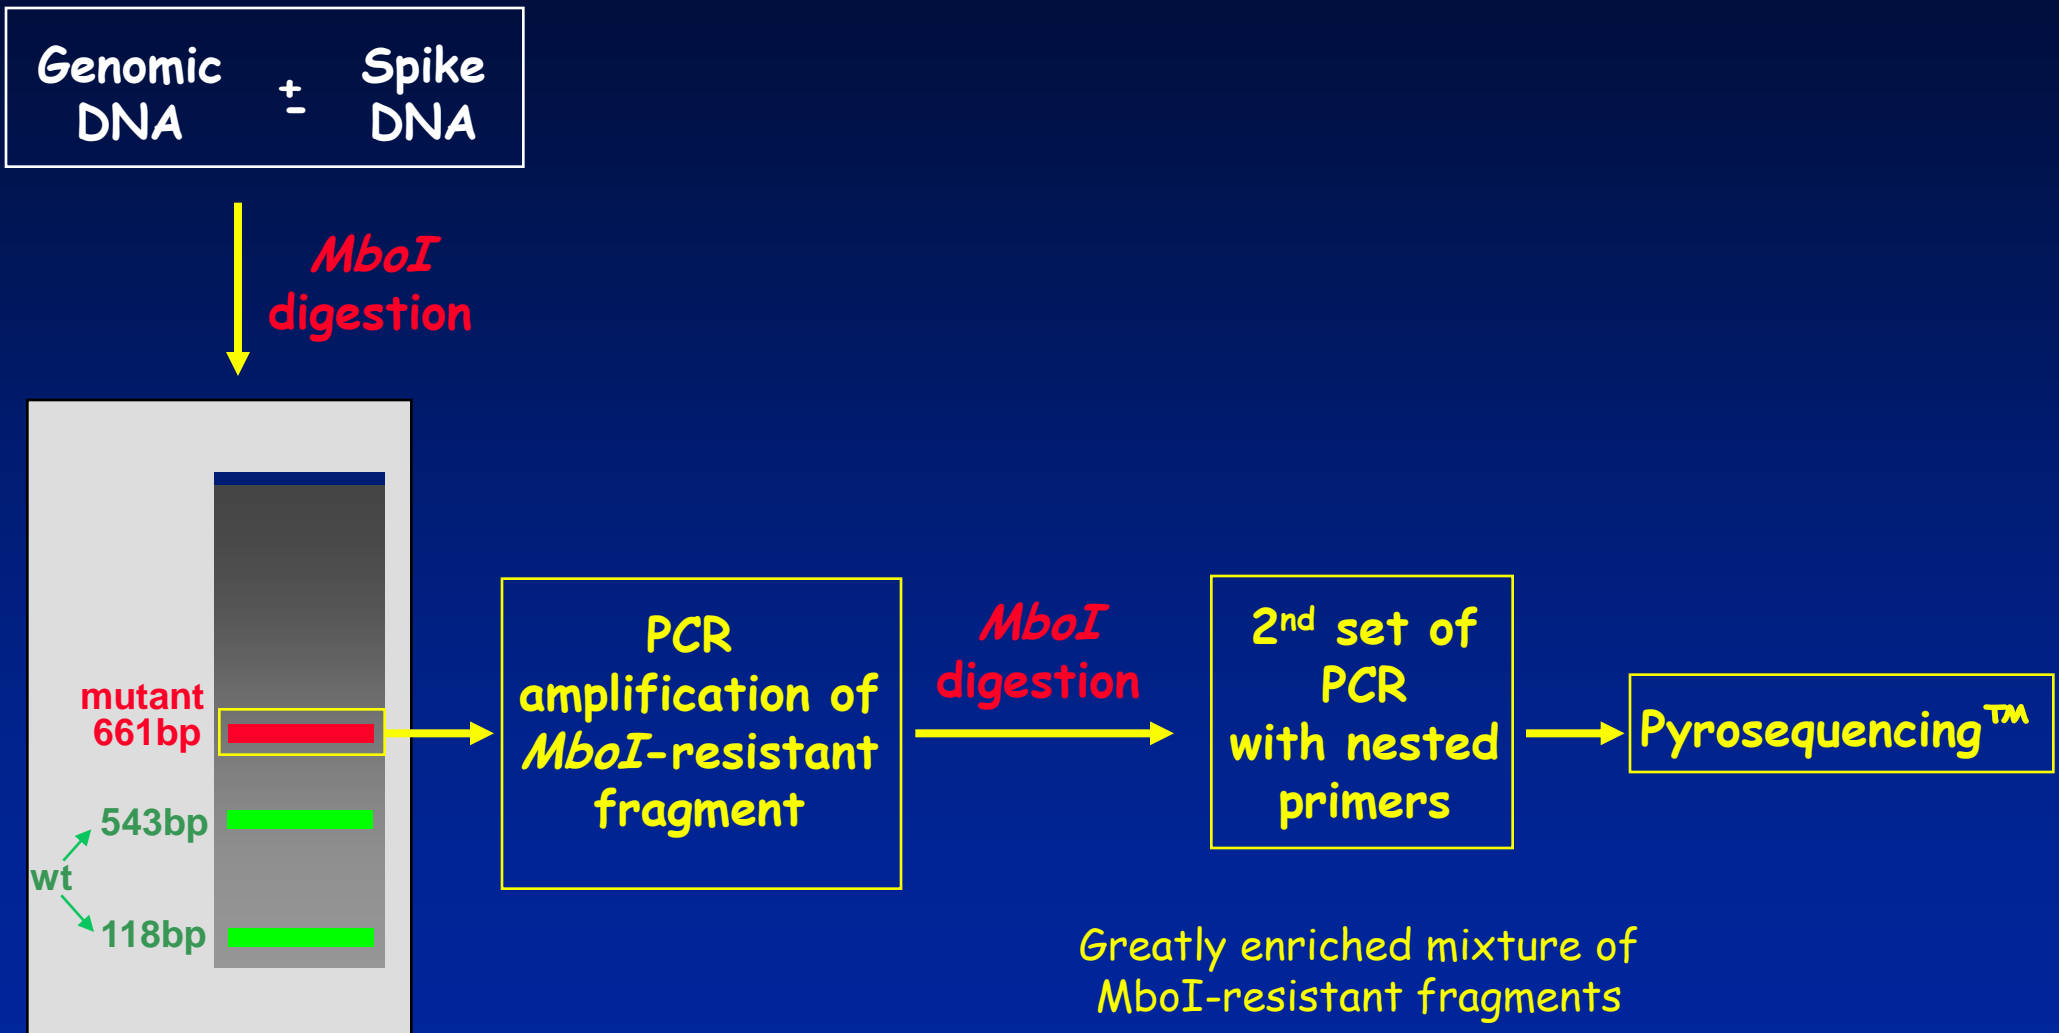 Genomic
DNA
±
Spike
DNA
MboI
digestion
mutant
661bp
543bp
wt
118bp
PCR
amplification of
MboI-resistant
fragment
MboI
digestion
2nd set of
PCR
with nested
primers
Pyrosequencing™
Greatly enriched mixture of
MboI-resistant fragments